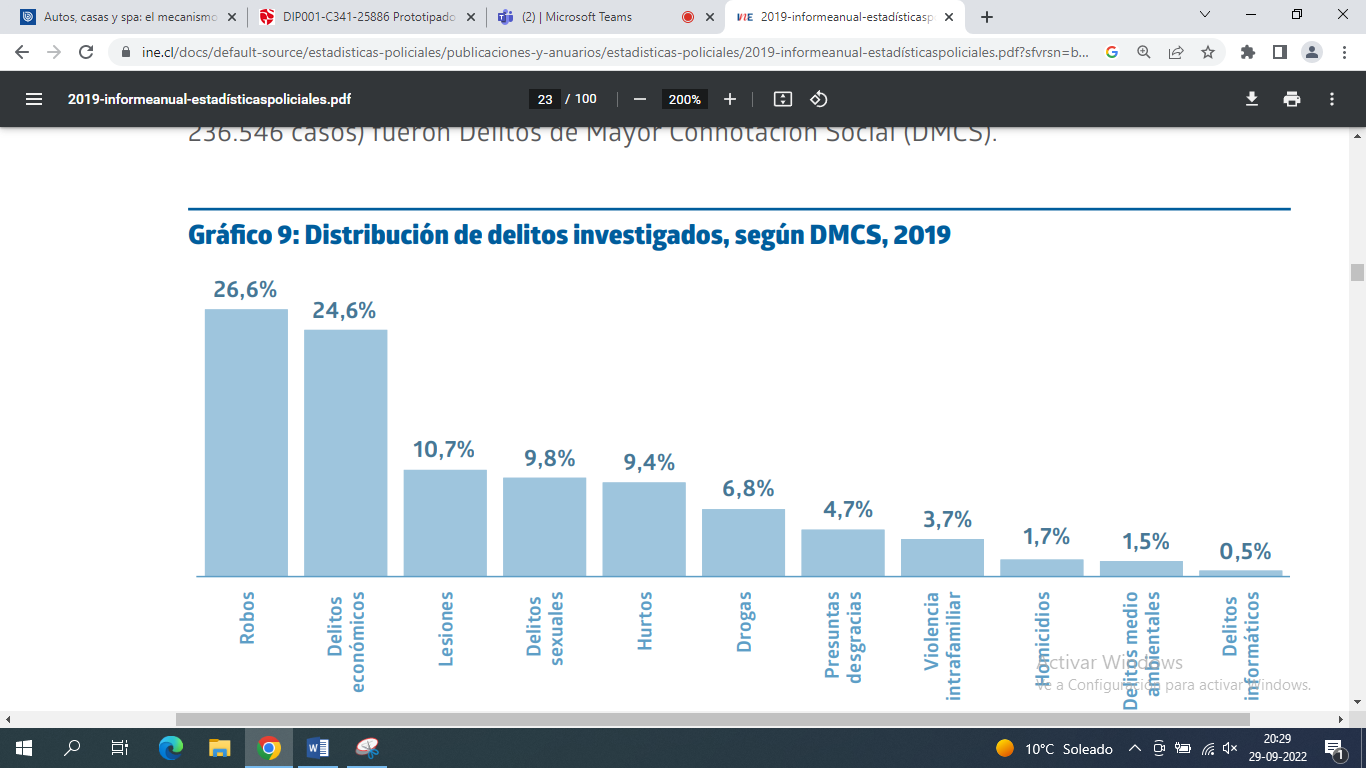 Autos, casas y spa: el mecanismo
DIP001-C341-25886 Prototipado
(2) | Microsoft Teams
INE 2019-informeanual-estadísticasp
ine.cl/docs/default-source/estadisticas-policiales/publicaciones-y-anuarios/estadisticas-policiales/2019-informeanual-estadísticaspoliciales.pdf?sfvrsn=b...
2019-informeanual-estadísticaspoliciales.pdf
23 / 100
200%
236.546 casos) fueron Delitos de Mayor Connotación Social (DMCS).
Gráfico 9: Distribución de delitos investigados, según DMCS, 2019
26,6%
24,6%
10,7%
9,8%
9,4%
6,8%
4,7%
3,7%
1,7%
1,5%
0,5%
Robos
Delitos
económicos
Lesiones
Delitos
sexuales
Hurtos
Drogas
Presuntas
desgracias
Violencia
intrafamiliar
Homicidios
Delitos medio
ambientales
Delitos
informáticos
Activar Windows
Ve a Configuración para activar Windows.
10°C Soleado
20:29
29-09-2022
1